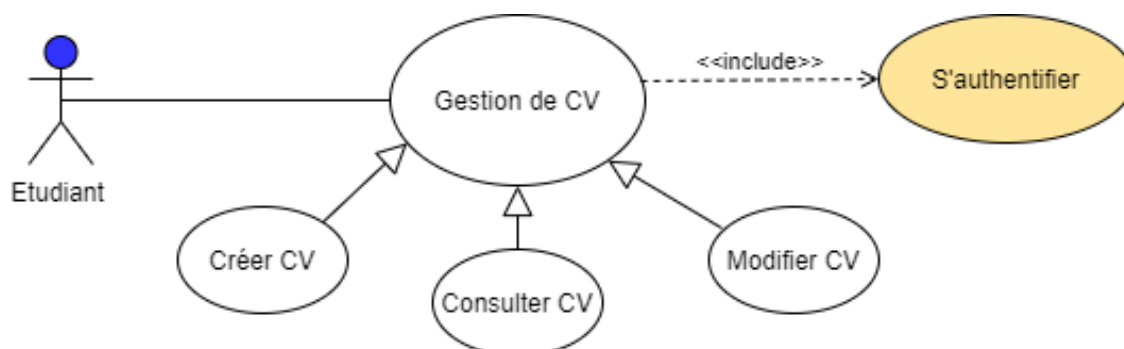 <<include>>
S'authentifier
Gestion de CV
Etudiant
Créer CV
Modifier CV
Consulter CV